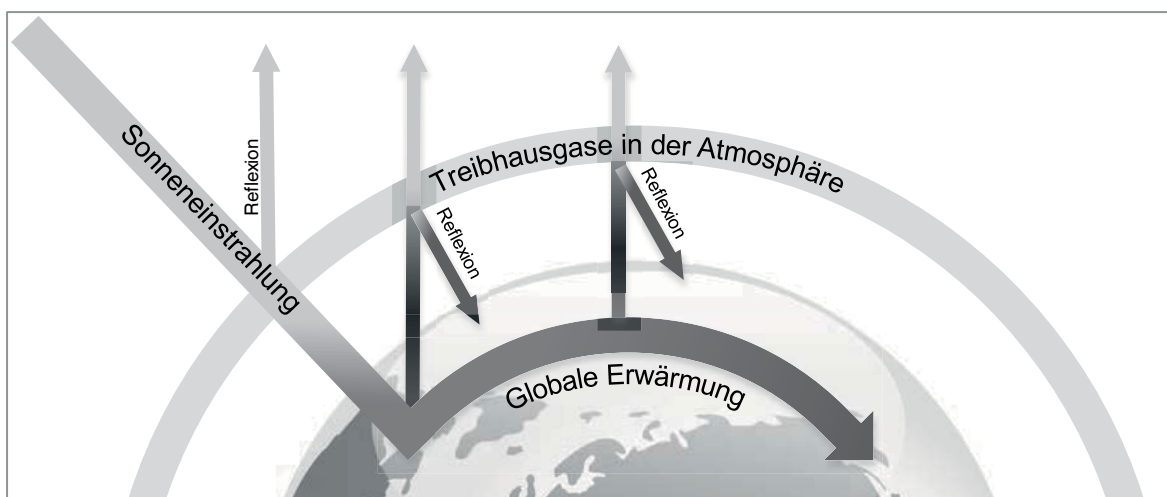 Sonneneinstrahlung
Reflexion
Treibhausgase in der Atmosphäre
Reflexion
Reflexion
Globale Erwärmung